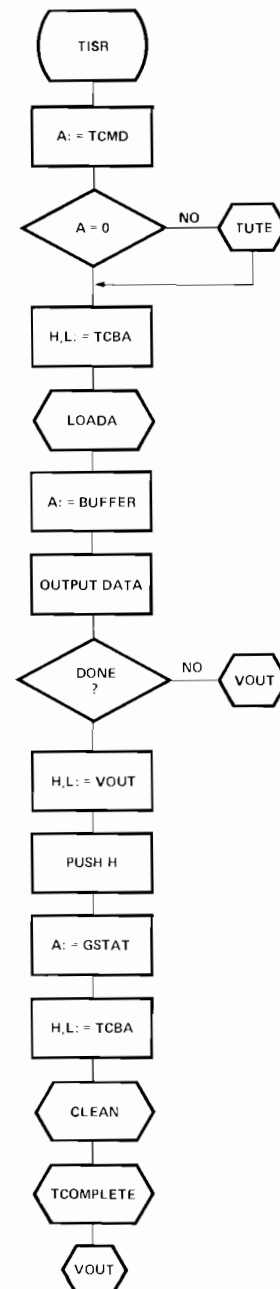 TISR
A: = TCMD
A = 0
NO
TUTE
H,L: = TCBA
LOADA
A: = BUFFER
OUTPUT DATA
DONE
?
NO
VOUT
H,L: = VOUT
PUSH H
A: = GSTAT
H,L: = TCBA
CLEAN
TCOMPLETE
VOUT